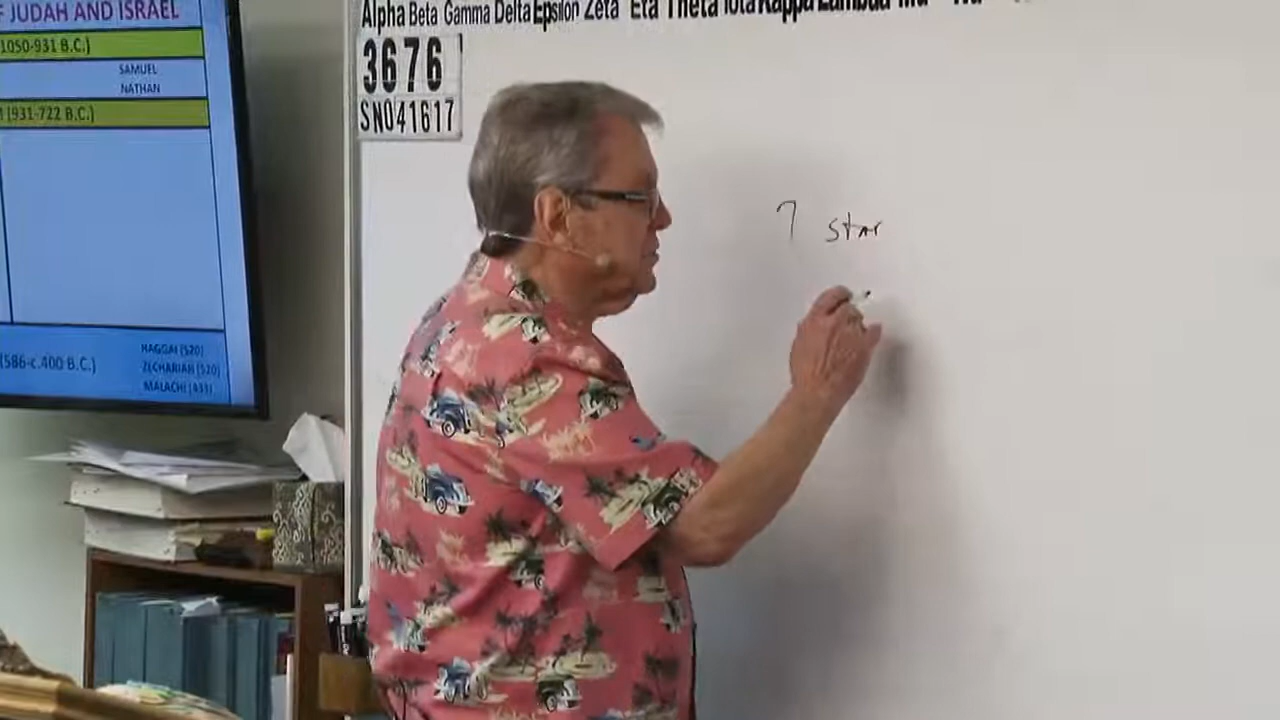 F JUDAH AND ISRAEL
1050-931 B.C.)
SAMUEL
NATHAN
(931-722 B.C.)
(586-c.400 B.C.)
HAGGAI (520)
ZECHARIAH (520)
MALACHI (433)
Alpha Beta Gamma Delta Epsilon Zeta Eta Theta Iota Kappa Lambda Mu Nu
3676
SN041617
7 star